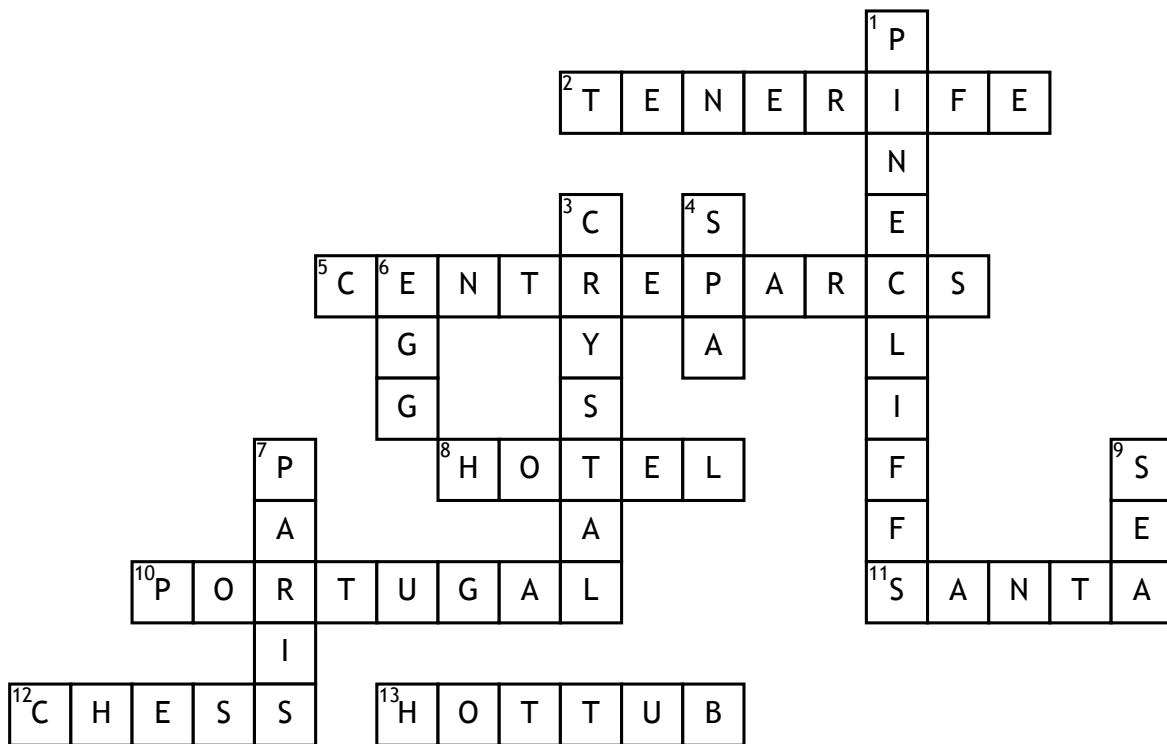 1 P
2 T E N E R I F E
N
3 C 4 S E
5 C 6 E N T R E P A R C S
G Y A L
G S I
7 P 8 H O T E L F 9 S
A A F E
10 P O R T U G A L 11 S A N T A
I
12 C H E S S 13 H O T T U B